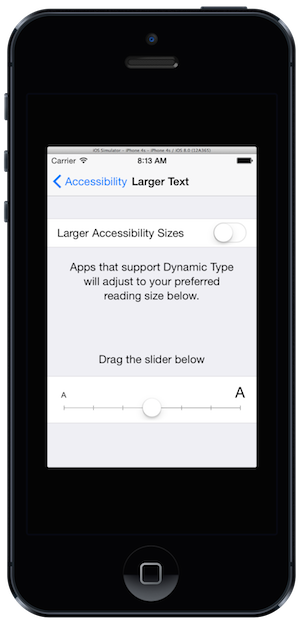 iOS Simulator - iPhone 4s - iPhone 4s / iOS 8.0 (12A365)
Carrier 8:13 AM
Accessibility Larger Text
Larger Accessibility Sizes
Apps that support Dynamic Type
will adjust to your preferred
reading size below.
Drag the slider below
A A